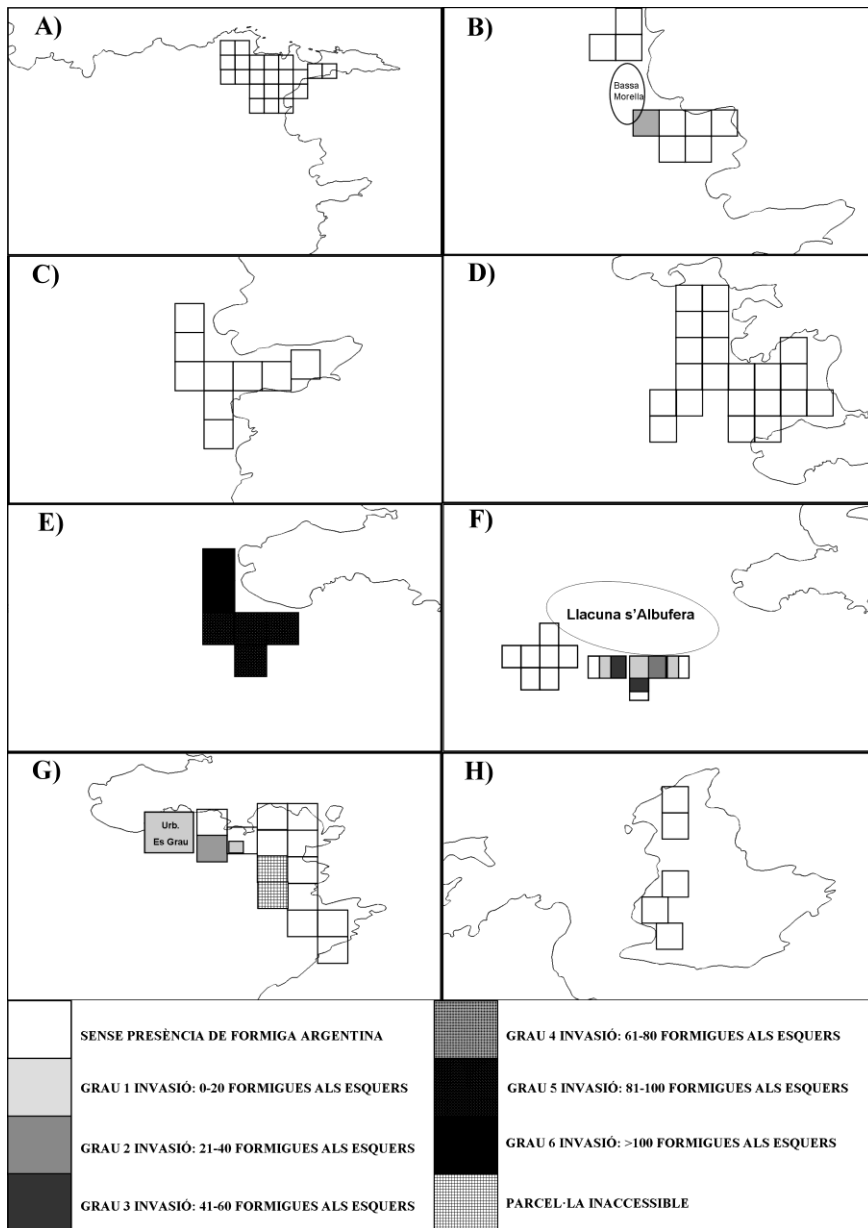 A)
B)
Bassa
Morella
C)
D)
E)
F)
Llacuna s'Albufera
G)
Urb.
Es Grau
H)
SENSE PRESÈNCIA DE FORMIGA ARGENTINA
GRAU 1 INVASIÓ: 0-20 FORMIGUES ALS ESQUERS
GRAU 2 INVASIÓ: 21-40 FORMIGUES ALS ESQUERS
GRAU 3 INVASIÓ: 41-60 FORMIGUES ALS ESQUERS
GRAU 4 INVASIÓ: 61-80 FORMIGUES ALS ESQUERS
GRAU 5 INVASIÓ: 81-100 FORMIGUES ALS ESQUERS
GRAU 6 INVASIÓ: >100 FORMIGUES ALS ESQUERS
PARCEL·LA INACCESSIBLE